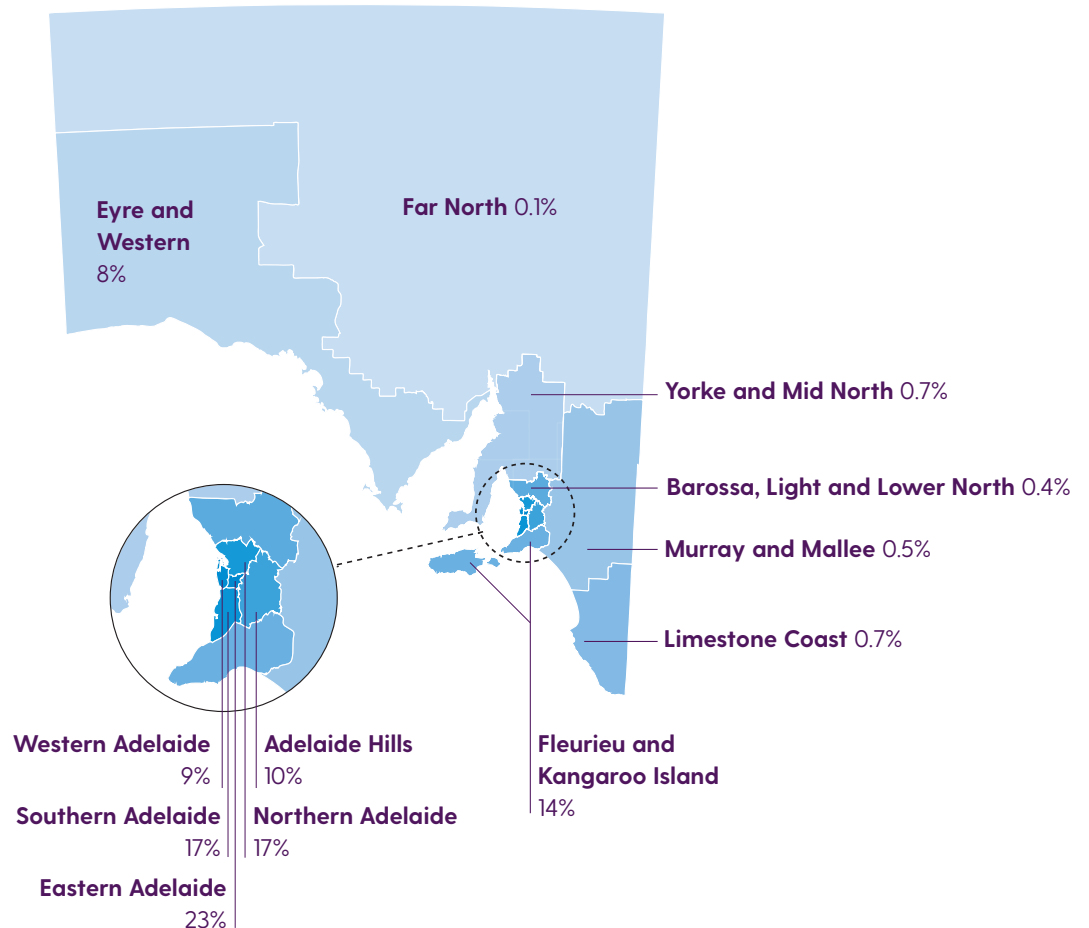 Eyre and
Western
8%
Far North 0.1%
Yorke and Mid North 0.7%
Barossa, Light and Lower North 0.4%
Murray and Mallee 0.5%
Limestone Coast 0.7%
Fleurieu and
Kangaroo Island
14%
Western Adelaide
9%
Adelaide Hills
10%
Southern Adelaide
17%
Northern Adelaide
17%
Eastern Adelaide
23%